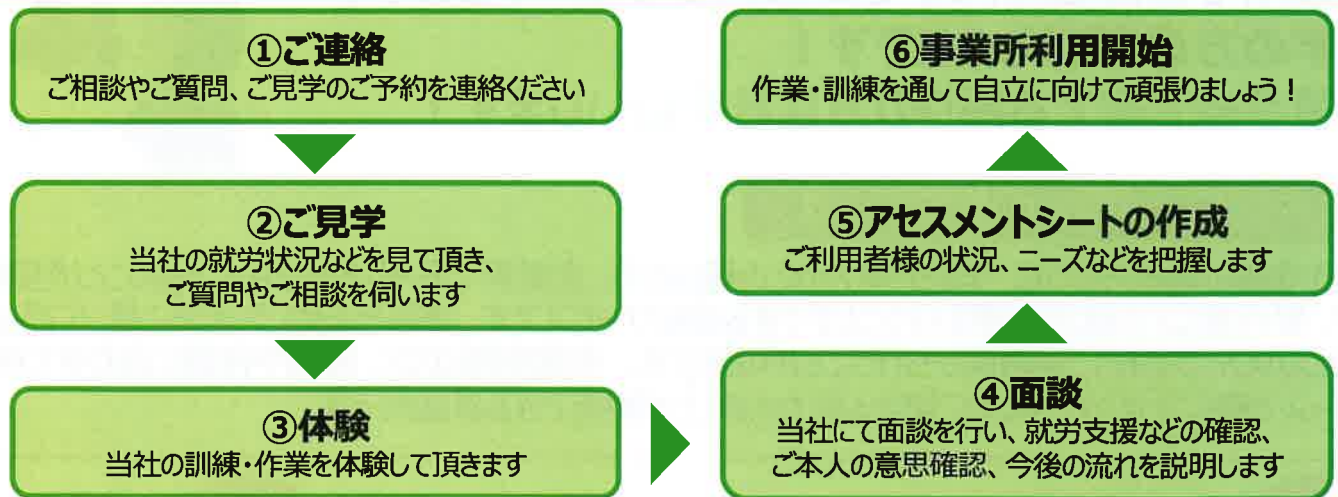 ①ご連絡
ご相談やご質問、ご見学のご予約を連絡ください
②ご見学
当社の就労状況などを見て頂き、
ご質問やご相談を伺います
③体験
当社の訓練・作業を体験して頂きます
④面談
当社にて面談を行い、就労支援などの確認、
ご本人の意思確認、今後の流れを説明します
⑤アセスメントシートの作成
ご利用者様の状況、ニーズなどを把握します
⑥事業所利用開始
作業・訓練を通して自立に向けて頑張りましょう！